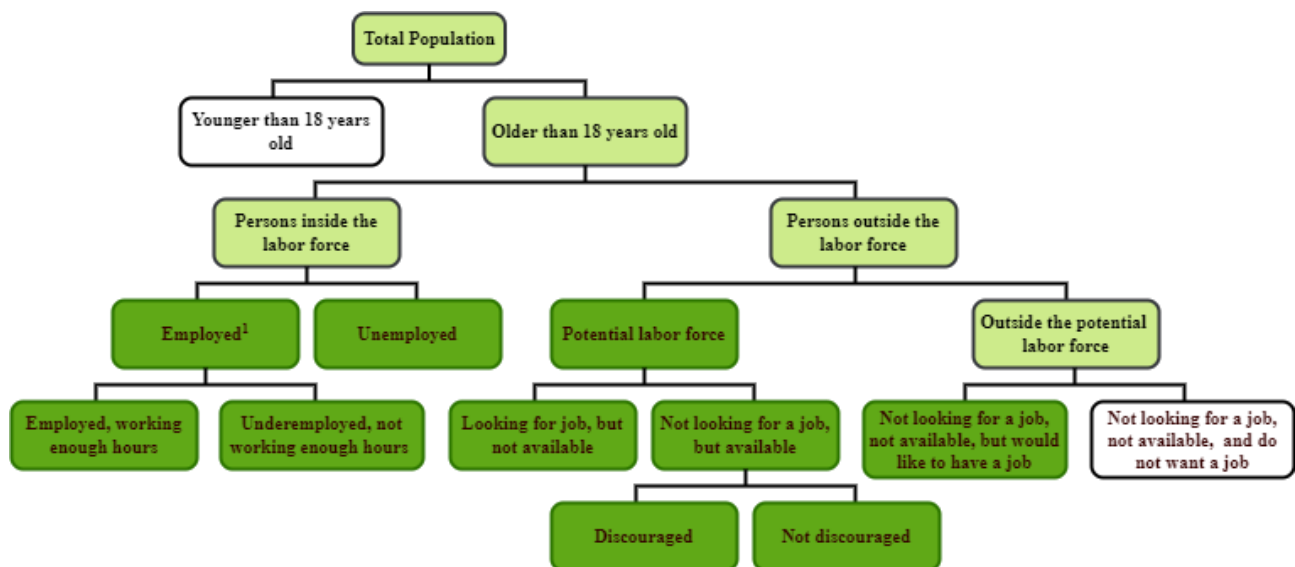 Total Population
Younger than 18 years
old
Older than 18 years old
Persons inside the
labor force
Persons outside the
labor force
Employed¹
Unemployed
Potential labor force
Outside the potential
labor force
Employed, working
enough hours
Underemployed, not
working enough hours
Looking for job, but
not available
Not looking for a job,
but available
Not looking for a job,
not available, but would
like to have a job
Not looking for a job,
not available, and do
not want a job
Discouraged
Not discouraged